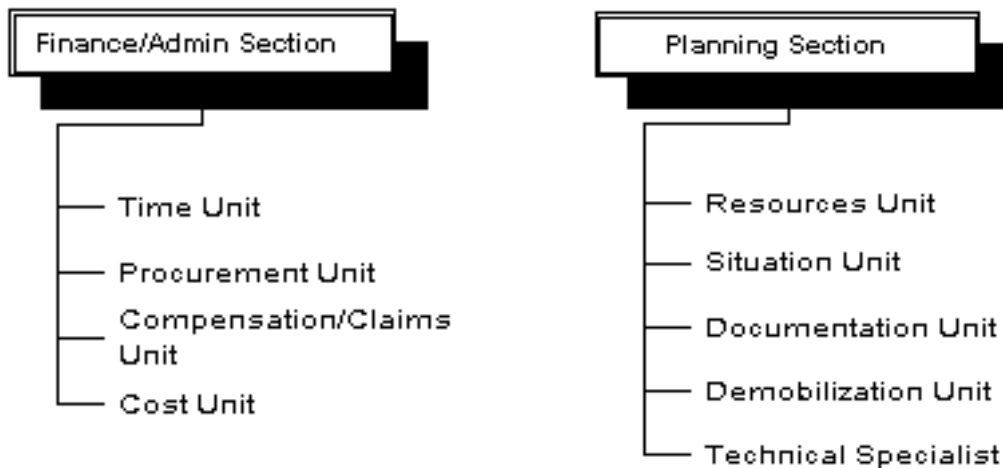 Finance/Admin Section
Time Unit
Procurement Unit
Compensation/Claims
Unit
Cost Unit
Planning Section
Resources Unit
Situation Unit
Documentation Unit
Demobilization Unit
Technical Specialist